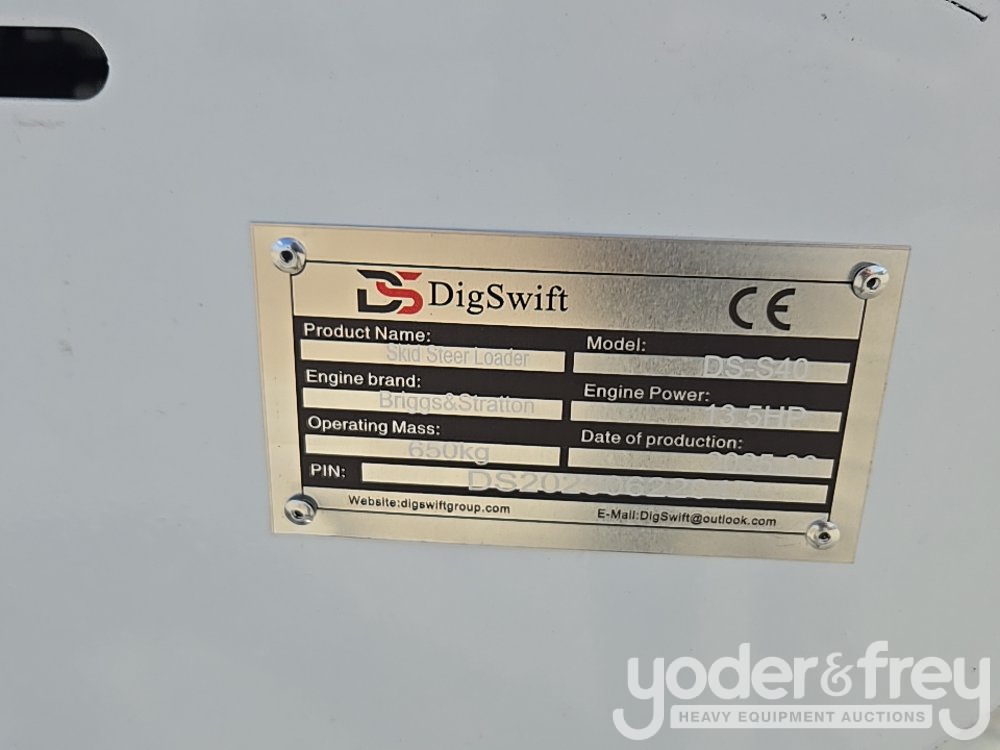 DS DigSwift CE
Product Name: Skid Steer Loader
Model: DS-S40
Engine brand: Briggs&Stratton
Engine Power: 13.5HP
Operating Mass: 650kg
Date of production:
PIN:
Website:digswiftgroup.com
E-Mail:DigSwift@outlook.com
yoder&frey
HEAVY EQUIPMENT AUCTIONS